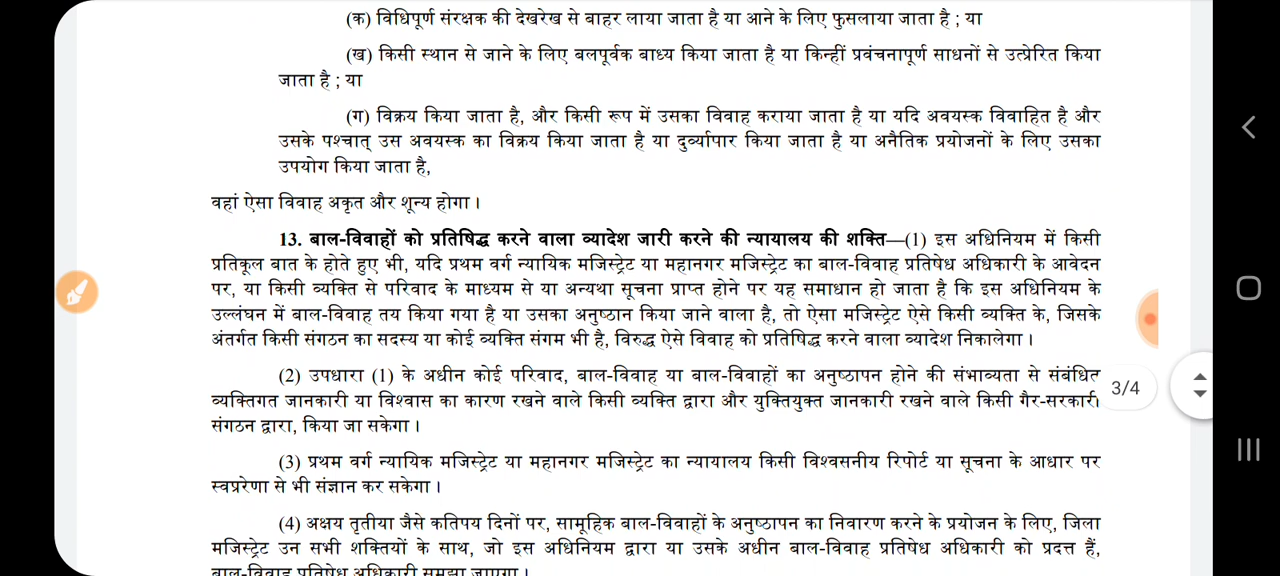 (क) विधिपूर्ण संरक्षक की देखरेख से बाहर लाया जाता है या आने के लिए फुसलाया जाता है ; या
(ख) किसी स्थान से जाने के लिए बलपूर्वक बाध्य किया जाता है या किन्हीं प्रवंचनापूर्ण साधनों से उत्प्रेरित किया
जाता है ; या
(ग) विक्रय किया जाता है, और किसी रूप में उसका विवाह कराया जाता है या यदि अवयस्क विवाहित है और
उसके पश्चात् उस अवयस्क का विक्रय किया जाता है या दुर्व्यापार किया जाता है या अनैतिक प्रयोजनों के लिए उसका
उपयोग किया जाता है,
वहां ऐसा विवाह अकृत और शून्य होगा ।
13. बाल-विवाहों को प्रतिषिद्ध करने वाला व्यादेश जारी करने की न्यायालय की शक्ति—(1) इस अधिनियम में किसी
प्रतिकूल बात के होते हुए भी, यदि प्रथम वर्ग न्यायिक मजिस्ट्रेट या महानगर मजिस्ट्रेट का बाल-विवाह प्रतिषेध अधिकारी के आवेदन
पर, या किसी व्यक्ति से परिवाद के माध्यम से या अन्यथा सूचना प्राप्त होने पर यह समाधान हो जाता है कि इस अधिनियम के
उल्लंघन में बाल-विवाह तय किया गया है या उसका अनुष्ठान किया जाने वाला है, तो ऐसा मजिस्ट्रेट ऐसे किसी व्यक्ति के, जिसके
अंतर्गत किसी संगठन का सदस्य या कोई व्यक्ति संगम भी है, विरुद्ध ऐसे विवाह को प्रतिषिद्ध करने वाला व्यादेश निकालेगा ।
(2) उपधारा (1) के अधीन कोई परिवाद, बाल-विवाह या बाल-विवाहों का अनुष्ठापन होने की संभाव्यता से संबंधित
व्यक्तिगत जानकारी या विश्वास का कारण रखने वाले किसी व्यक्ति द्वारा और युक्तियुक्त जानकारी रखने वाले किसी गैर-सरकारी
संगठन द्वारा, किया जा सकेगा ।
3/4
(3) प्रथम वर्ग न्यायिक मजिस्ट्रेट या महानगर मजिस्ट्रेट का न्यायालय किसी विश्वसनीय रिपोर्ट या सूचना के आधार पर
स्वप्ररेणा से भी संज्ञान कर सकेगा ।
(4) अक्षय तृतीया जैसे कतिपय दिनों पर, सामूहिक बाल-विवाहों के अनुष्ठापन का निवारण करने के प्रयोजन के लिए, जिला
मजिस्ट्रेट उन सभी शक्तियों के साथ, जो इस अधिनियम द्वारा या उसके अधीन बाल-विवाह प्रतिषेध अधिकारी को प्रदत्त हैं,
बाल-विवाह प्रतिषेध अधिकारी समझा जाएगा ।